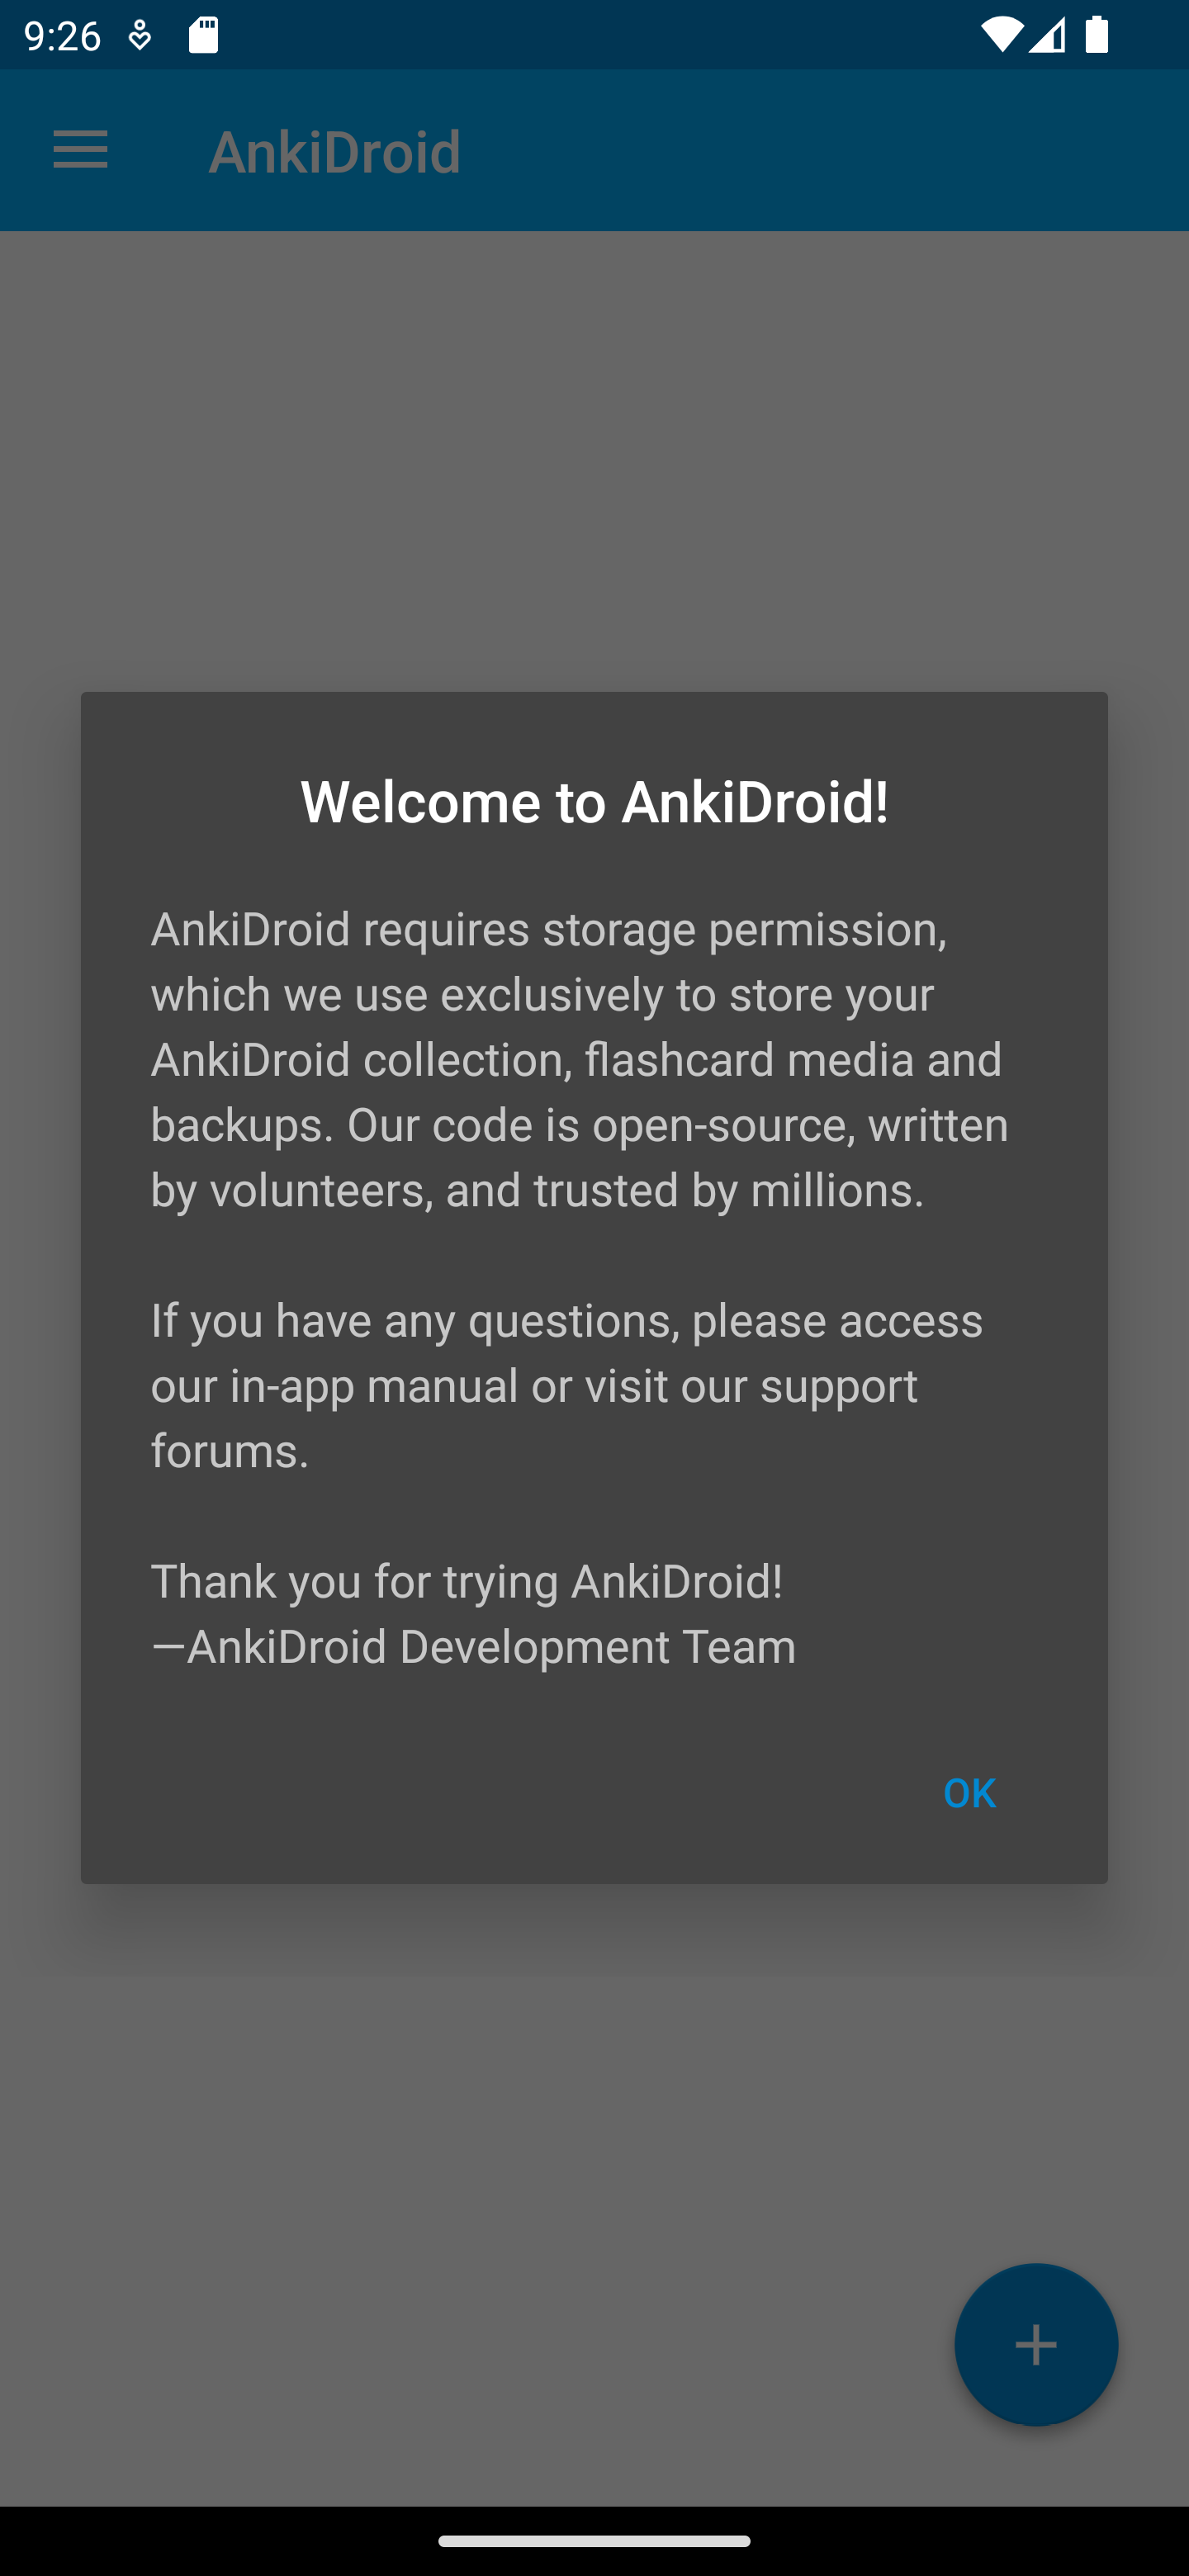 9:26
AnkiDroid
Welcome to AnkiDroid!
AnkiDroid requires storage permission,
which we use exclusively to store your
AnkiDroid collection, flashcard media and
backups. Our code is open-source, written
by volunteers, and trusted by millions.
If you have any questions, please access
our in-app manual or visit our support
forums.
Thank you for trying AnkiDroid!
—AnkiDroid Development Team
OK